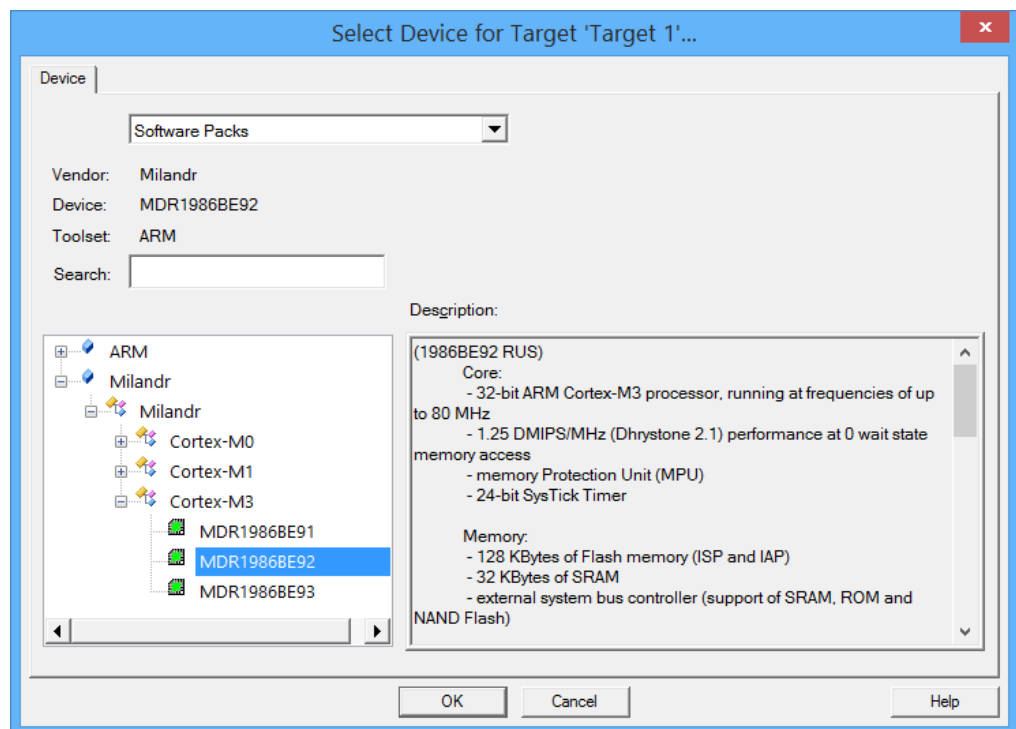 Select Device for Target 'Target 1'...
x
Device
Software Packs
Vendor: Milandr
Device: MDR1986BE92
Toolset: ARM
Search:
Description:
ARM
Milandr
Milandr
Cortex-M0
Cortex-M1
Cortex-M3
MDR1986BE91
MDR1986BE92
MDR1986BE93
(1986BE92 RUS)
Core:
- 32-bit ARM Cortex-M3 processor, running at frequencies of up
to 80 MHz
- 1.25 DMIPS/MHz (Dhrystone 2.1) performance at 0 wait state
memory access
- memory Protection Unit (MPU)
- 24-bit SysTick Timer
Memory:
- 128 KBytes of Flash memory (ISP and IAP)
- 32 KBytes of SRAM
- external system bus controller (support of SRAM, ROM and
NAND Flash)
OK
Cancel
Help